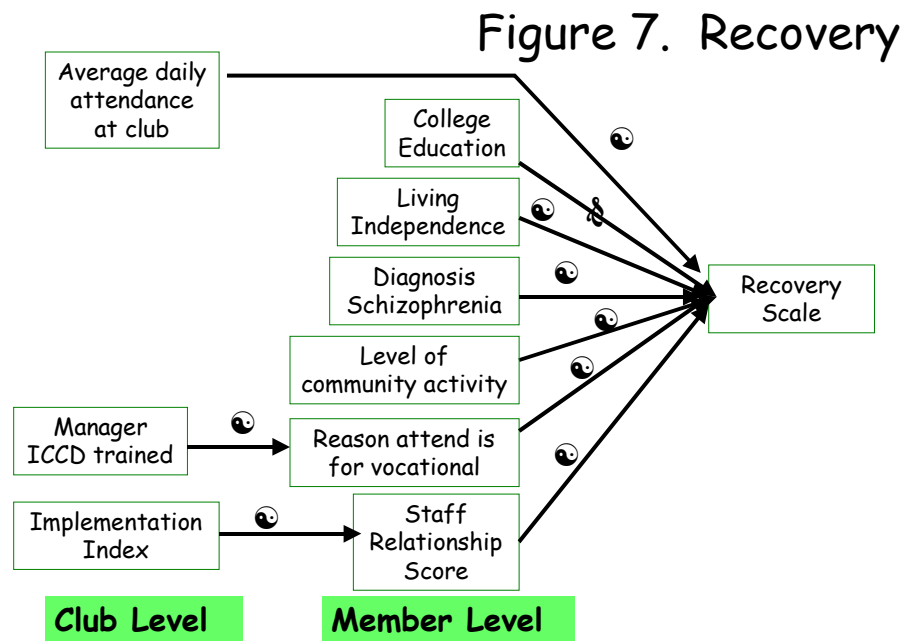 Figure 7. Recovery
Average daily
attendance
at club
College
Education
Living
Independence
Diagnosis
Schizophrenia
Recovery
Scale
Level of
community activity
Manager
ICCD trained
Reason attend is
for vocational
Implementation
Index
Staff
Relationship
Score
Club Level
Member Level